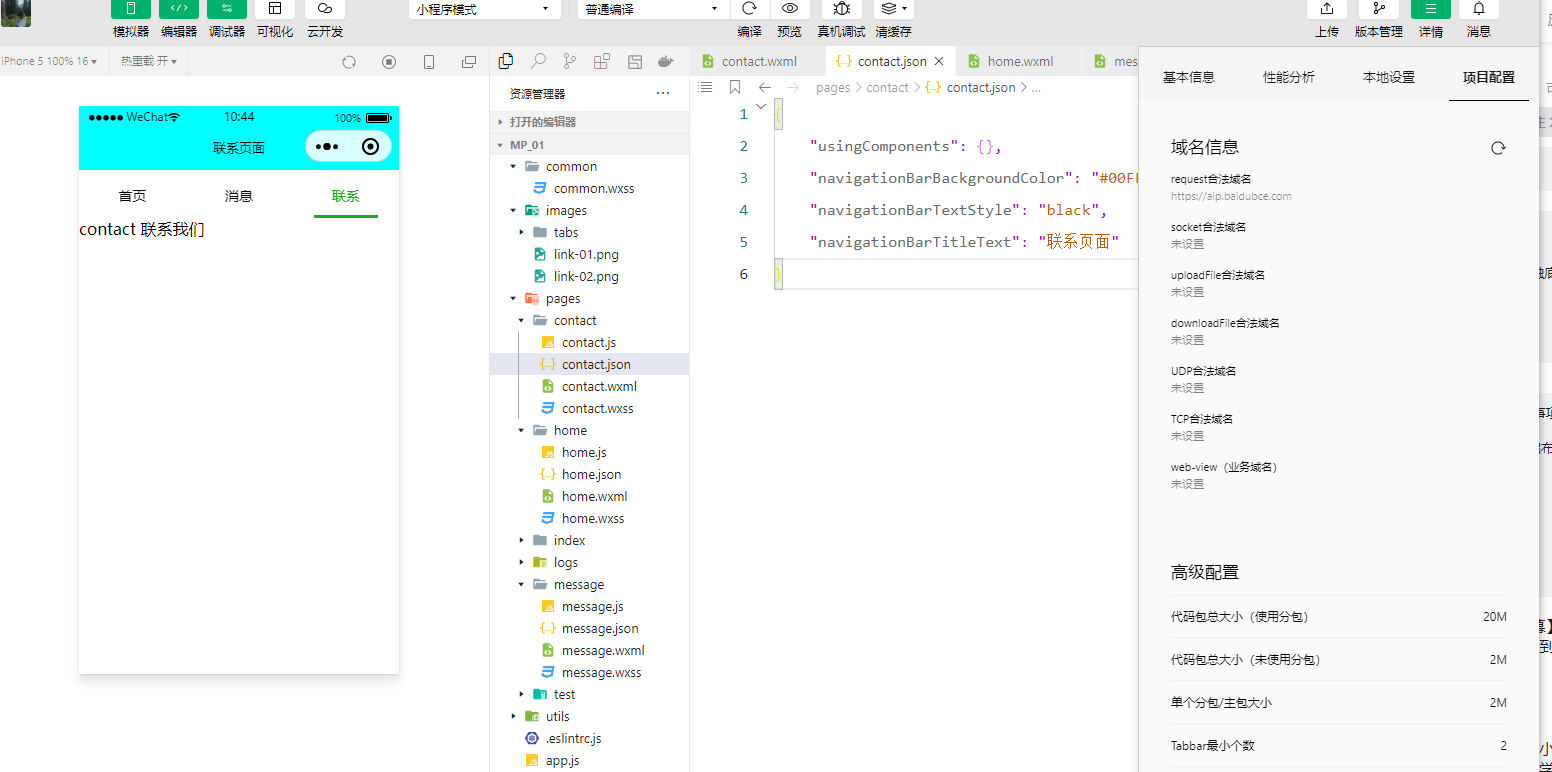 模拟器 编辑器 调试器 可视化 云开发
小程序模式 普通编译
编译 预览 真机调试 清缓存
上传 版本管理 详情 消息
iPhone 5 100% 16
热重载 开
WeChat 10:44 100%
联系页面
首页 消息 联系
contact 联系我们
资源管理器
打开的编辑器
MP_01
common
common.wxss
images
tabs
link-01.png
link-02.png
pages
contact
contact.js
contact.json
contact.wxml
contact.wxss
home
home.js
home.json
home.wxml
home.wxss
index
logs
message
message.js
message.json
message.wxml
message.wxss
test
utils
.eslintrc.js
app.js
contact.wxml contact.json home.wxml mes
pages > contact > {..} contact.json > ...
1 {
2 "usingComponents": {},
3 "navigationBarBackgroundColor": "#00FF
4 "navigationBarTextStyle": "black",
5 "navigationBarTitleText": "联系页面"
6 }
基本信息 性能分析 本地设置 项目配置
域名信息
request合法域名
https://aip.baidubce.com
socket合法域名
未设置
uploadFile合法域名
未设置
downloadFile合法域名
未设置
UDP合法域名
未设置
TCP合法域名
未设置
web-view（业务域名）
未设置
高级配置
代码包总大小（使用分包） 20M
代码包总大小（未使用分包） 2M
单个分包/主包大小 2M
Tabbar最小个数 2